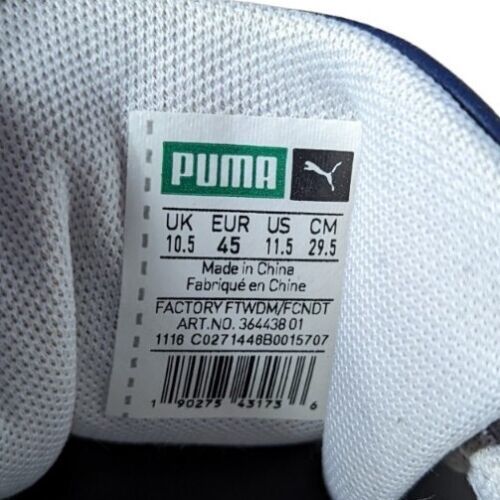 PUMA
UK EUR US CM
10.5 45 11.5 29.5
Made in China
Fabriqué en Chine
FACTORY FTWDM/FCNDT
ART.NO. 364438 01
1116 C0271446B0015707
1 90275 43173 6